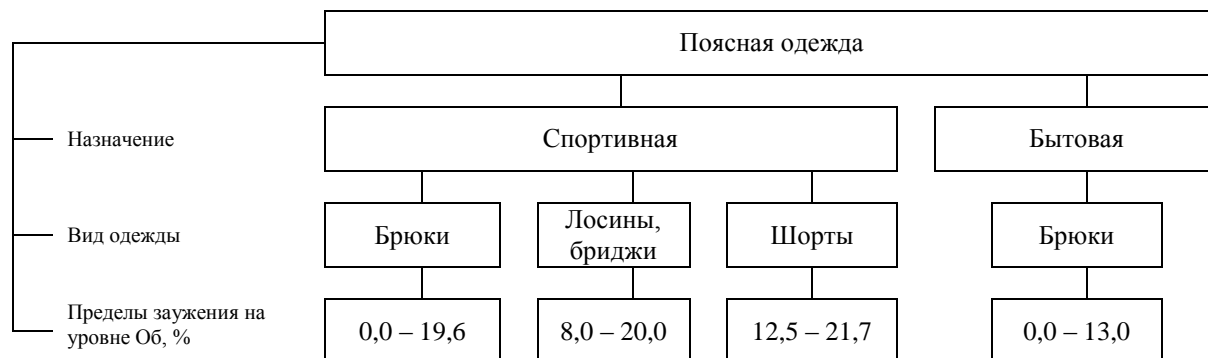 Поясная одежда
Назначение
Спортивная
Бытовая
Вид одежды
Брюки
Лосины,
бриджи
Шорты
Брюки
Пределы заужения на
уровне Об, %
0,0 – 19,6
8,0 – 20,0
12,5 – 21,7
0,0 – 13,0